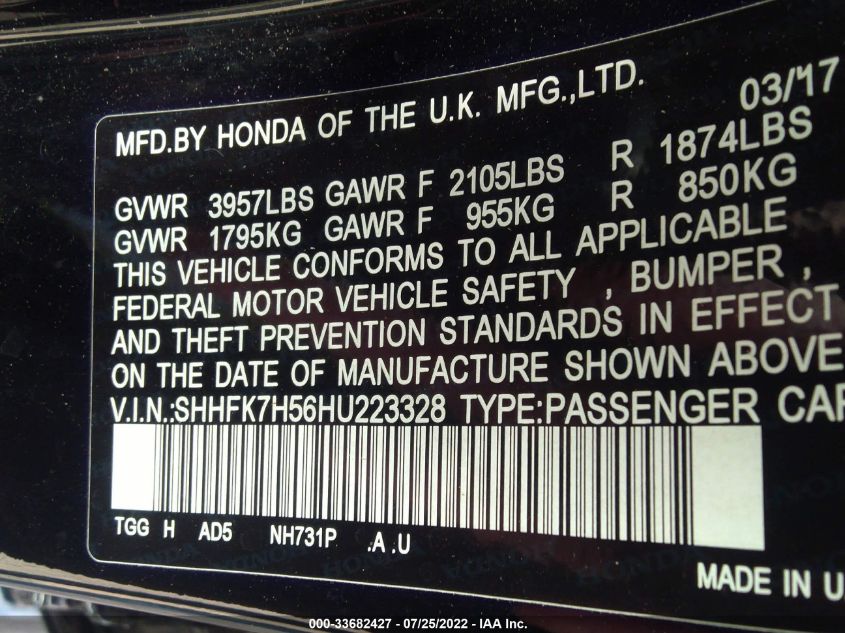 MFD.BY HONDA OF THE U.K. MFG.,LTD. 03/17
GVWR 3957LBS GAWR F 2105LBS R 1874LBS
GVWR 1795KG GAWR F 955KG R 850KG
THIS VEHICLE CONFORMS TO ALL APPLICABLE
FEDERAL MOTOR VEHICLE SAFETY , BUMPER ,
AND THEFT PREVENTION STANDARDS IN EFFECT
ON THE DATE OF MANUFACTURE SHOWN ABOVE
V.I.N.:SHHFK7H56HU223328 TYPE:PASSENGER CAR
TGG H AD5 NH731P .A .U
MADE IN U
000-33682427 - 07/25/2022 - IAA Inc.